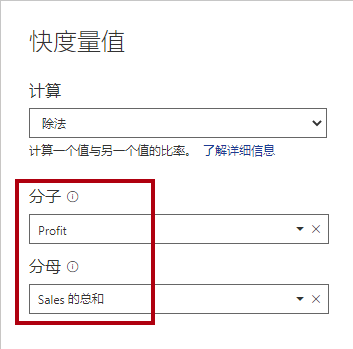 快度量值
计算
除法
计算一个值与另一个值的比率。 了解详细信息
分子
Profit
分母
Sales 的总和